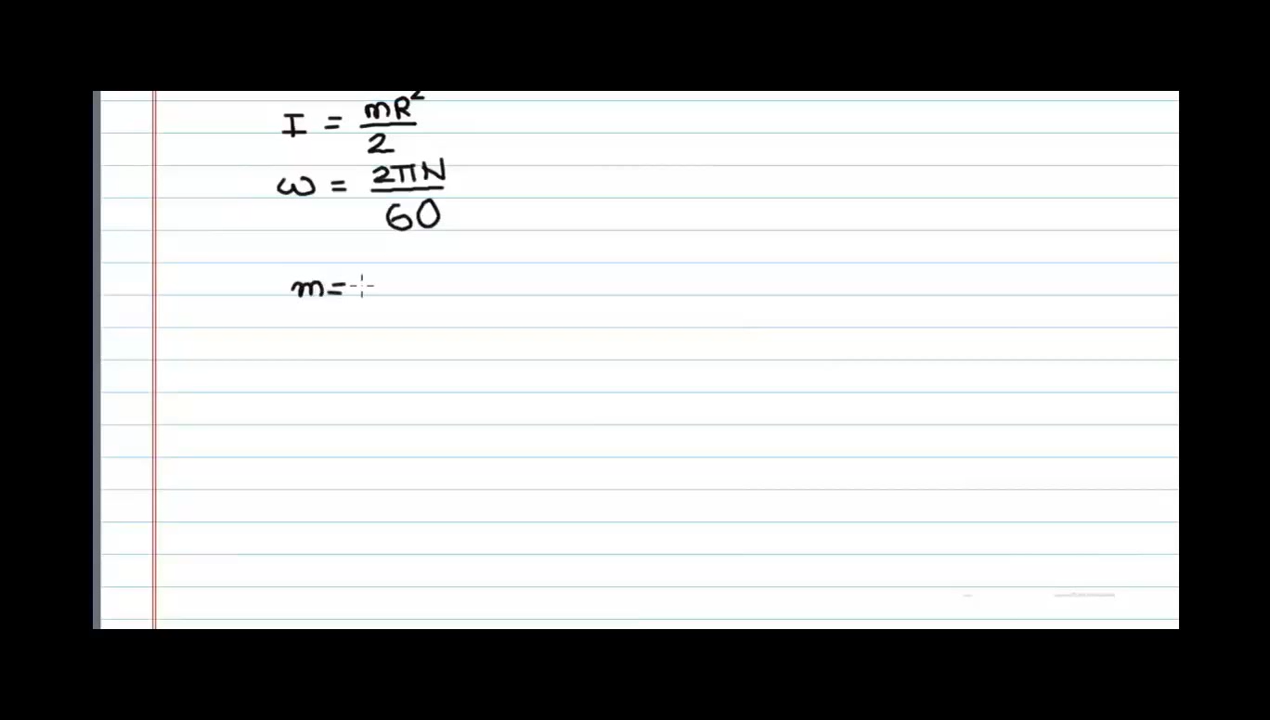 I = mR²/2
ω = 2πN/60
m=